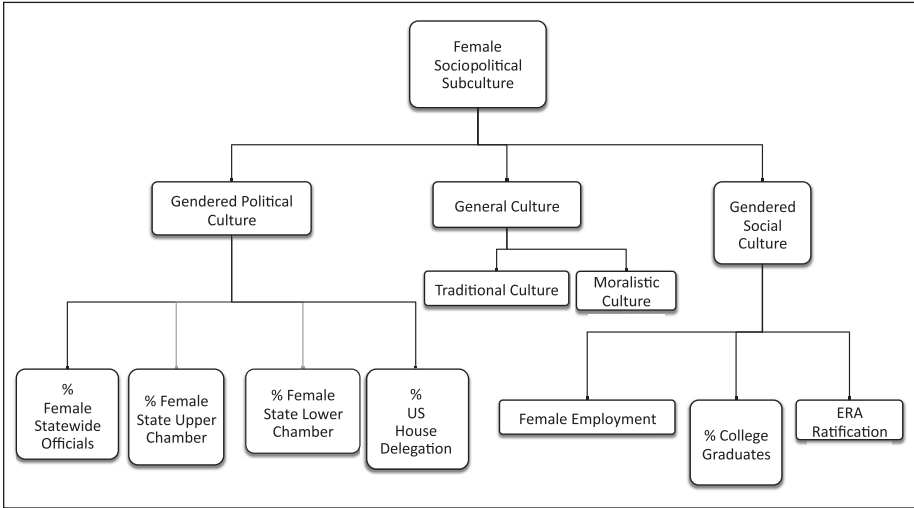 Female
Sociopolitical
Subculture
Gendered Political
Culture
General Culture
Gendered
Social
Culture
Traditional Culture
Moralistic
Culture
%
Female
Statewide
Officials
% Female
State Upper
Chamber
% Female
State Lower
Chamber
%
US
House
Delegation
Female Employment
% College
Graduates
ERA
Ratification